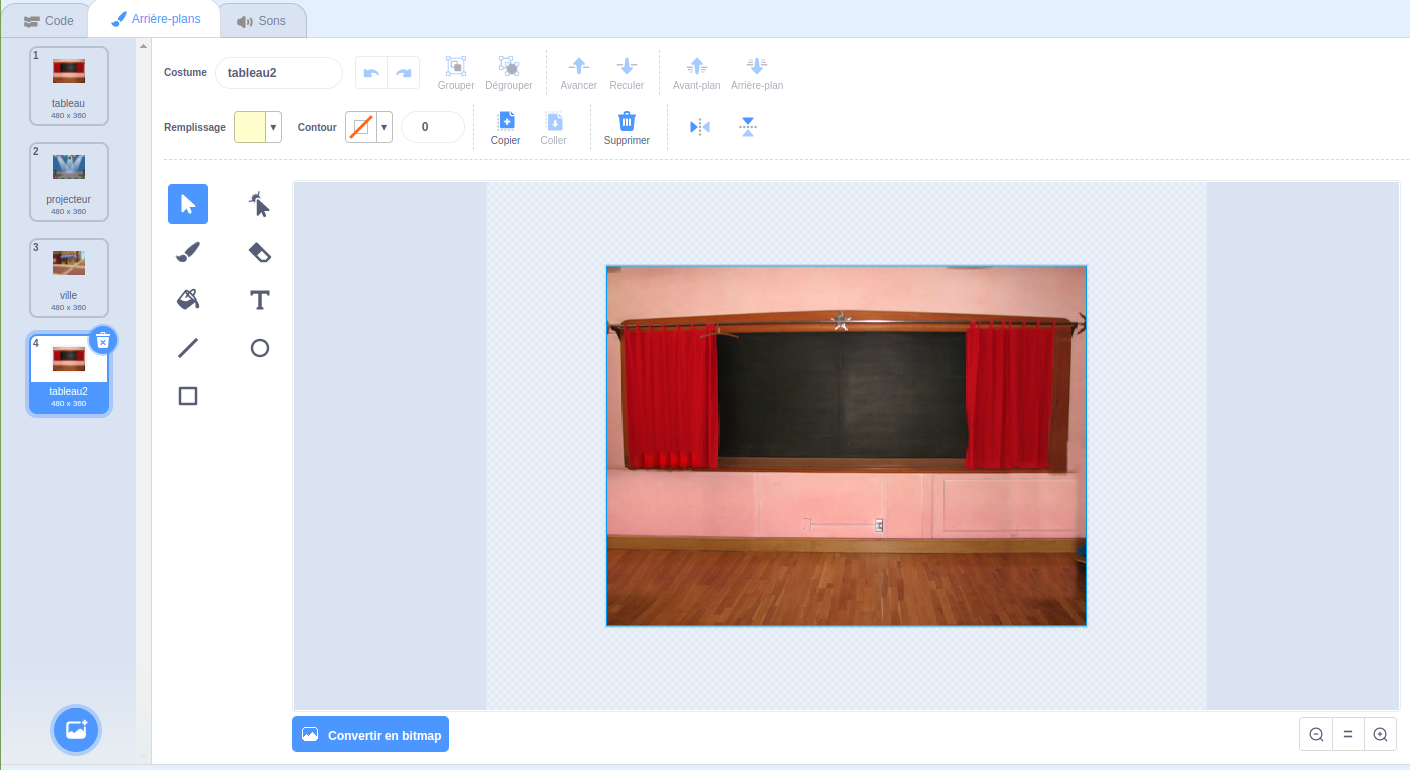 Code
Arrière-plans
Sons
1
tableau
480 x 360
2
projecteur
480 x 360
3
ville
480 x 360
4
tableau2
480 x 360
Costume
tableau2
Grouper
Dégrouper
Avancer
Reculer
Avant-plan
Arrière-plan
Remplissage
Contour
0
Copier
Coller
Supprimer
T
Convertir en bitmap
=